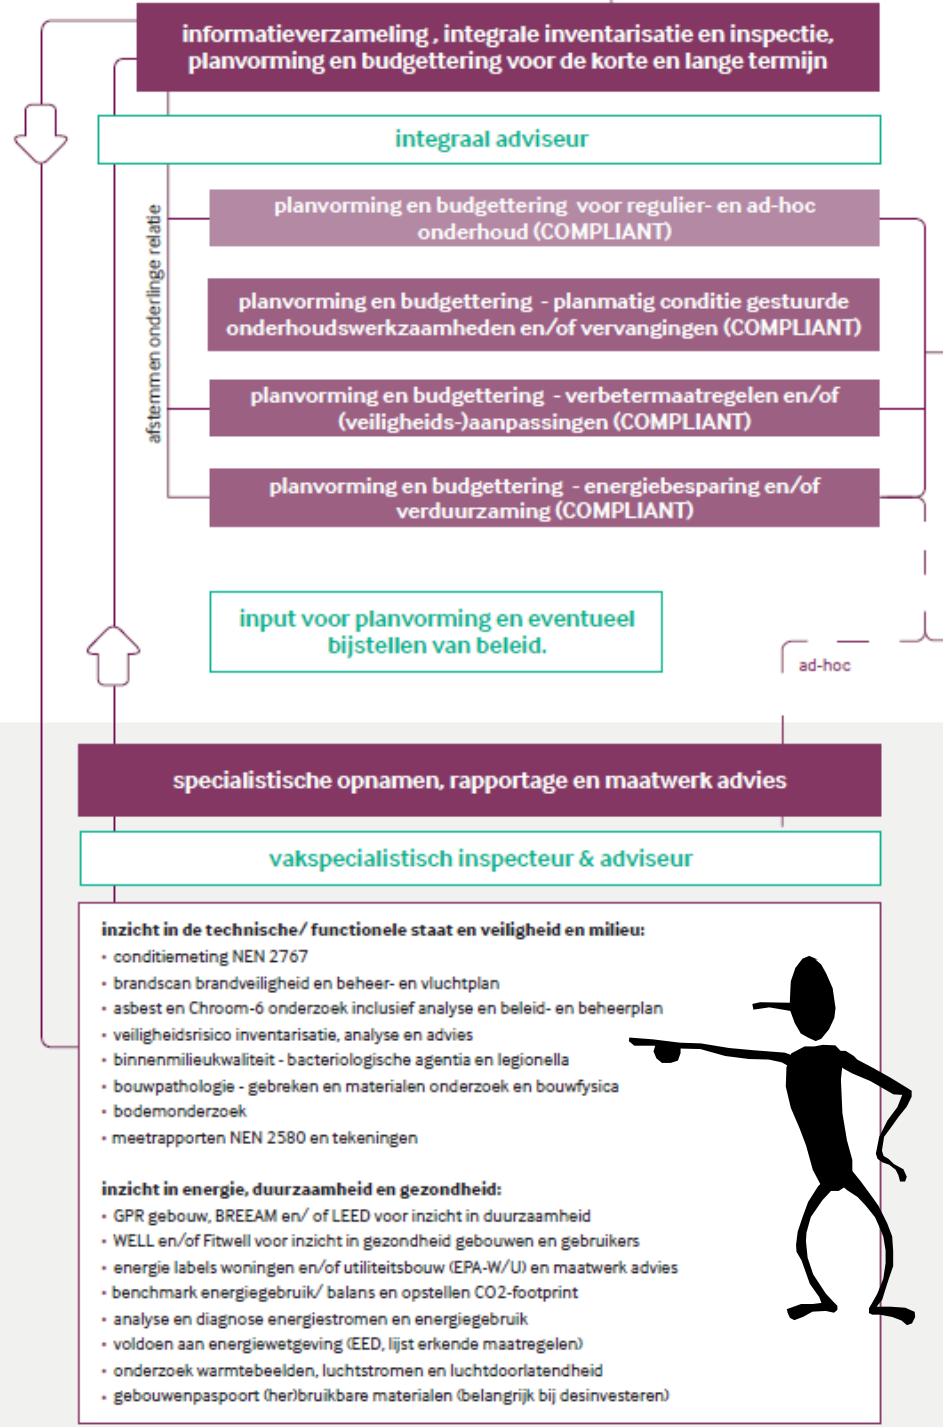 informatieverzameling , integrale inventarisatie en inspectie,
planvorming en budgettering voor de korte en lange termijn
integraal adviseur
afstemmen onderlinge relatie
planvorming en budgettering voor regulier- en ad-hoc
onderhoud (COMPLIANT)
planvorming en budgettering - planmatig conditie gestuurde
onderhoudswerkzaamheden en/of vervangingen (COMPLIANT)
planvorming en budgettering - verbetermaatregelen en/of
(veiligheids-)aanpassingen (COMPLIANT)
planvorming en budgettering - energiebesparing en/of
verduurzaming (COMPLIANT)
input voor planvorming en eventueel
bijstellen van beleid.
ad-hoc
specialistische opnamen, rapportage en maatwerk advies
vakspecialistisch inspecteur & adviseur
inzicht in de technische/ functionele staat en veiligheid en milieu:
• conditiemeting NEN 2767
• brandscan brandveiligheid en beheer- en vluchtplan
• asbest en Chroom-6 onderzoek inclusief analyse en beleid- en beheerplan
• veiligheidsrisico inventarisatie, analyse en advies
• binnenmilieukwaliteit - bacteriologische agentia en legionella
• bouwpathologie - gebreken en materialen onderzoek en bouwfysica
• bodemonderzoek
• meetrapporten NEN 2580 en tekeningen
inzicht in energie, duurzaamheid en gezondheid:
• GPR gebouw, BREEAM en/ of LEED voor inzicht in duurzaamheid
• WELL en/of Fitwell voor inzicht in gezondheid gebouwen en gebruikers
• energie labels woningen en/of utiliteitsbouw (EPA-W/U) en maatwerk advies
• benchmark energiegebruik/ balans en opstellen CO2-footprint
• analyse en diagnose energiestromen en energiegebruik
• voldoen aan energiewetgeving (EED, lijst erkende maatregelen)
• onderzoek warmtebeelden, luchtstromen en luchtdoorlatendheid
• gebouwenpaspoort (her)bruikbare materialen (belangrijk bij desinvesteren)